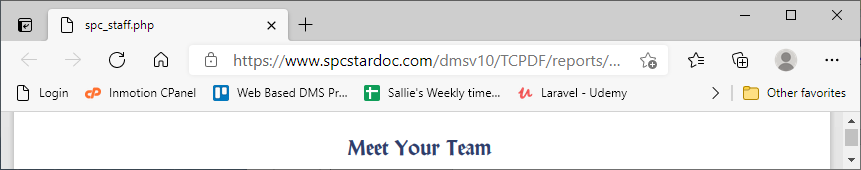 spc_staff.php
https://www.spcstardoc.com/dmsv10/TCPDF/reports/...
Login Inmotion CPanel Web Based DMS Pr... Sallie's Weekly time... Laravel - Udemy Other favorites
Meet Your Team